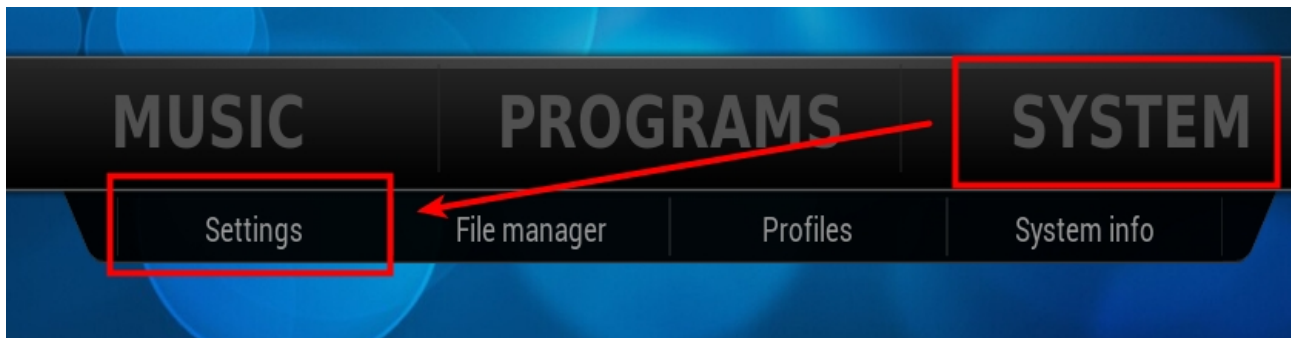 MUSIC PROGRAMS SYSTEM
Settings File manager Profiles System info